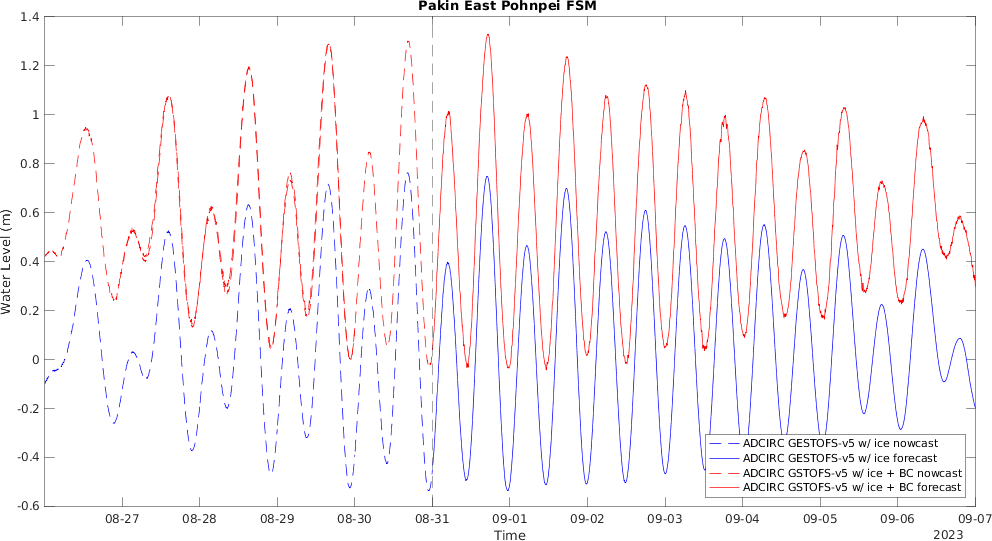 Pakin East Pohnpei FSM
1.4
1.2
1
0.8
0.6
0.4
0.2
0
-0.2
-0.4
-0.6
Water Level (m)
ADCIRC GESTOFS-v5 w/ ice nowcast
ADCIRC GESTOFS-v5 w/ ice forecast
ADCIRC GSTOFS-v5 w/ ice + BC nowcast
ADCIRC GSTOFS-v5 w/ ice + BC forecast
08-27 08-28 08-29 08-30 08-31 09-01 09-02 09-03 09-04 09-05 09-06 09-07
Time
2023